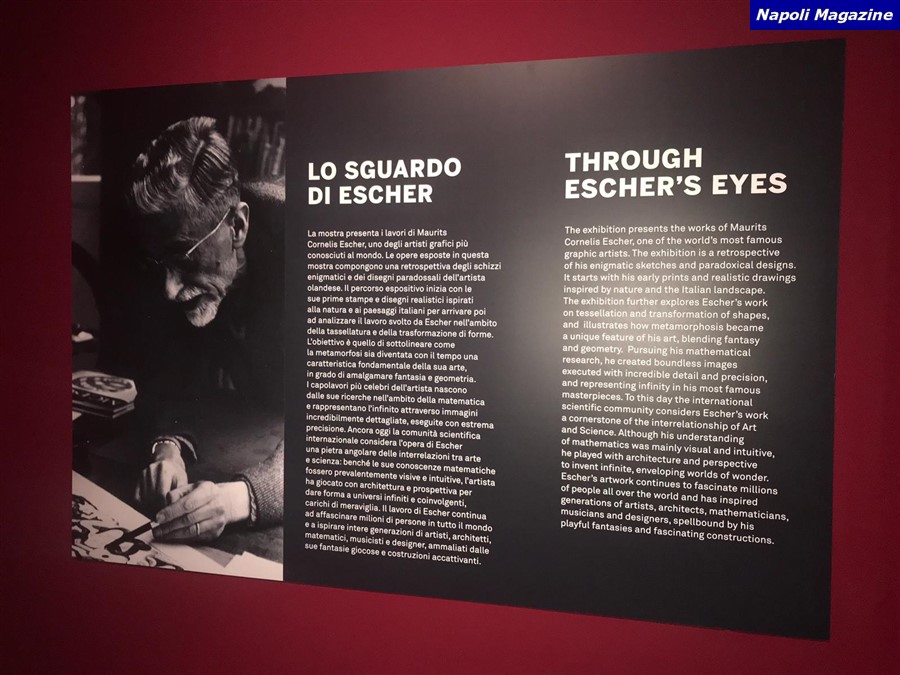 Napoli Magazine
LO SGUARDO
DI ESCHER
La mostra presenta i lavori di Maurits
Cornelis Escher, uno degli artisti grafici più
conosciuti al mondo. Le opere esposte in questa
mostra compongono una retrospettiva degli schizzi
enigmatici e dei disegni paradossali dell'artista
olandese. Il percorso espositivo inizia con le
sue prime stampe e disegni realistici ispirati
alla natura e ai paesaggi italiani per arrivare poi
ad analizzare il lavoro svolto da Escher nell'ambito
della tassellatura e della trasformazione di forme.
L'obiettivo è quello di sottolineare come
la metamorfosi sia diventata con il tempo una
caratteristica fondamentale della sua arte,
in grado di amalgamare fantasia e geometria.
I capolavori più celebri dell'artista nascono
dalle sue ricerche nell'ambito della matematica
e rappresentano l'infinito attraverso immagini
incredibilmente dettagliate, eseguite con estrema
precisione. Ancora oggi la comunità scientifica
internazionale considera l'opera di Escher
una pietra angolare delle interrelazioni tra arte
e scienza: benché le sue conoscenze matematiche
fossero prevalentemente visive e intuitive, l'artista
ha giocato con architettura e prospettiva per
dare forma a universi infiniti e coinvolgenti,
carichi di meraviglia. Il lavoro di Escher continua
ad affascinare milioni di persone in tutto il mondo
e a ispirare intere generazioni di artisti, architetti,
matematici, musicisti e designer, ammaliati dalle
sue fantasie giocose e costruzioni accattivanti.
THROUGH
ESCHER'S EYES
The exhibition presents the works of Maurits
Cornelis Escher, one of the world's most famous
graphic artists. The exhibition is a retrospective
of his enigmatic sketches and paradoxical designs.
It starts with his early prints and realistic drawings
inspired by nature and the Italian landscape.
The exhibition further explores Escher's work
on tessellation and transformation of shapes,
and illustrates how metamorphosis became
a unique feature of his art, blending fantasy
and geometry. Pursuing his mathematical
research, he created boundless images
executed with incredible detail and precision,
and representing infinity in his most famous
masterpieces. To this day the international
scientific community considers Escher's work
a cornerstone of the interrelationship of Art
and Science. Although his understanding
of mathematics was mainly visual and intuitive,
he played with architecture and perspective
to invent infinite, enveloping worlds of wonder.
Escher's artwork continues to fascinate millions
of people all over the world and has inspired
generations of artists, architects, mathematicians,
musicians and designers, spellbound by his
playful fantasies and fascinating constructions.